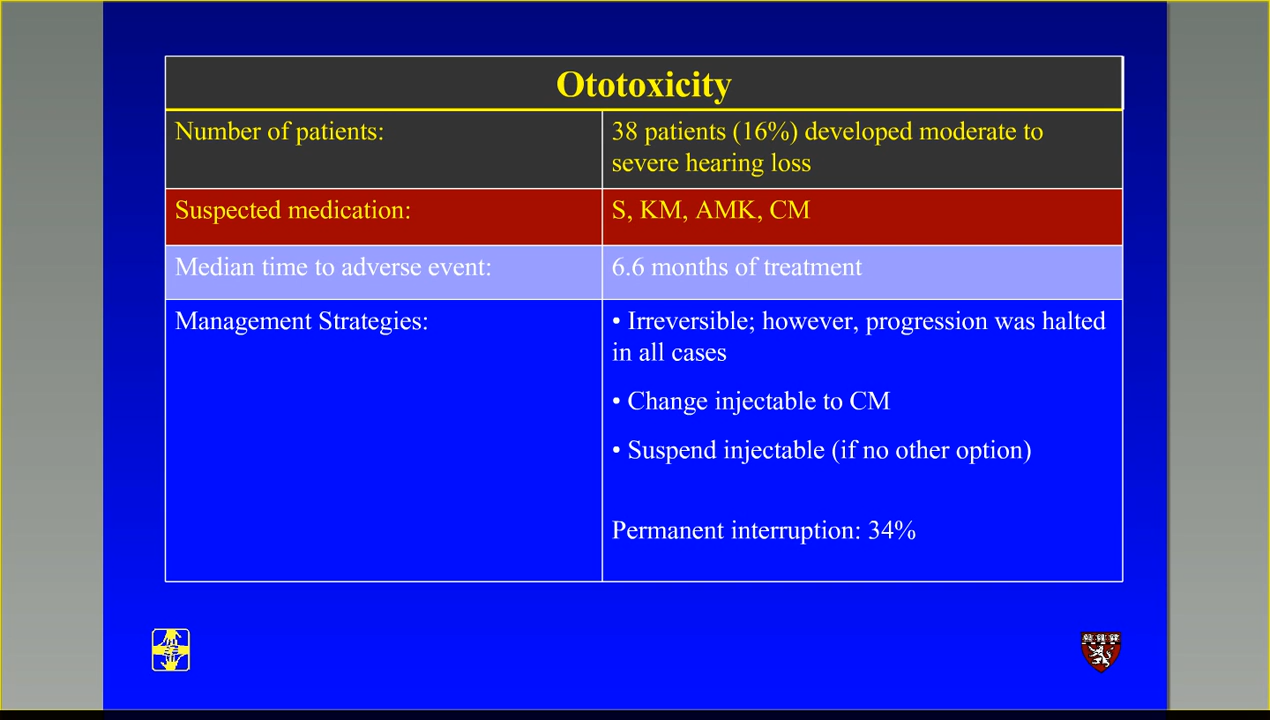 Ototoxicity
Number of patients:
38 patients (16%) developed moderate to
severe hearing loss
Suspected medication:
S, KM, AMK, CM
Median time to adverse event:
6.6 months of treatment
Management Strategies:
• Irreversible; however, progression was halted
in all cases
• Change injectable to CM
• Suspend injectable (if no other option)
Permanent interruption: 34%